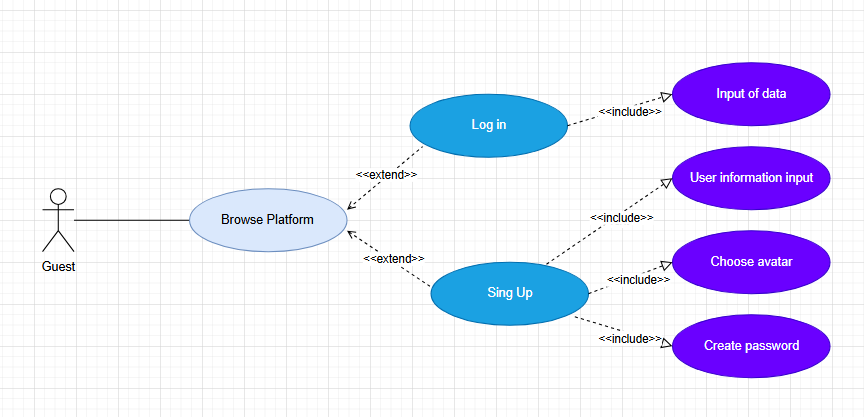 Input of data
Log in
<<include>>
<<extend>>
User information input
Browse Platform
<<include>>
Guest
<<extend>>
Choose avatar
Sing Up
<<include>>
<<include>>
Create password